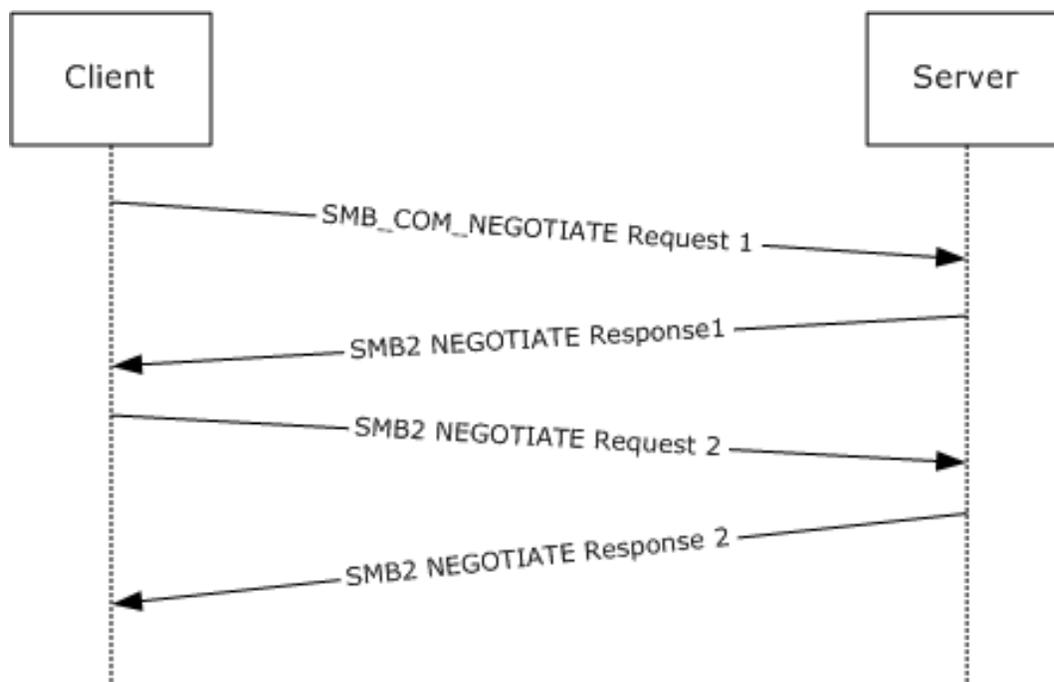 Client
Server
SMB_COM_NEGOTIATE Request 1
SMB2 NEGOTIATE Response1
SMB2 NEGOTIATE Request 2
SMB2 NEGOTIATE Response 2